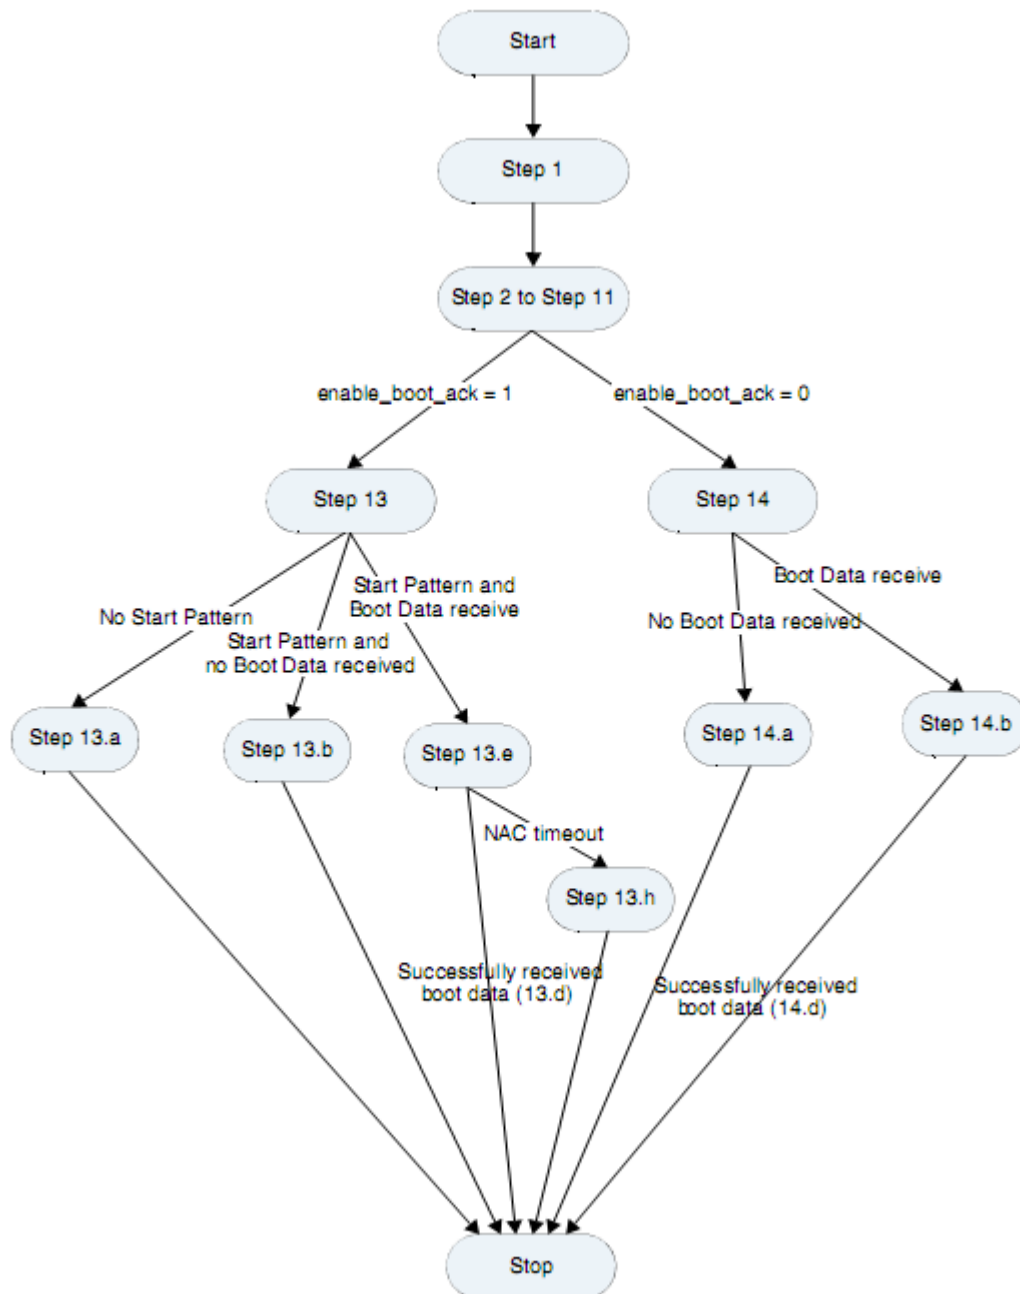 Start
Step 1
Step 2 to Step 11
enable_boot_ack = 1
enable_boot_ack = 0
Step 13
Step 14
No Start Pattern
Start Pattern and
no Boot Data received
Start Pattern and
Boot Data receive
No Boot Data received
Boot Data receive
Step 13.a
Step 13.b
Step 13.e
Step 14.a
Step 14.b
NAC timeout
Step 13.h
Successfully received
boot data (13.d)
Successfully received
boot data (14.d)
Stop